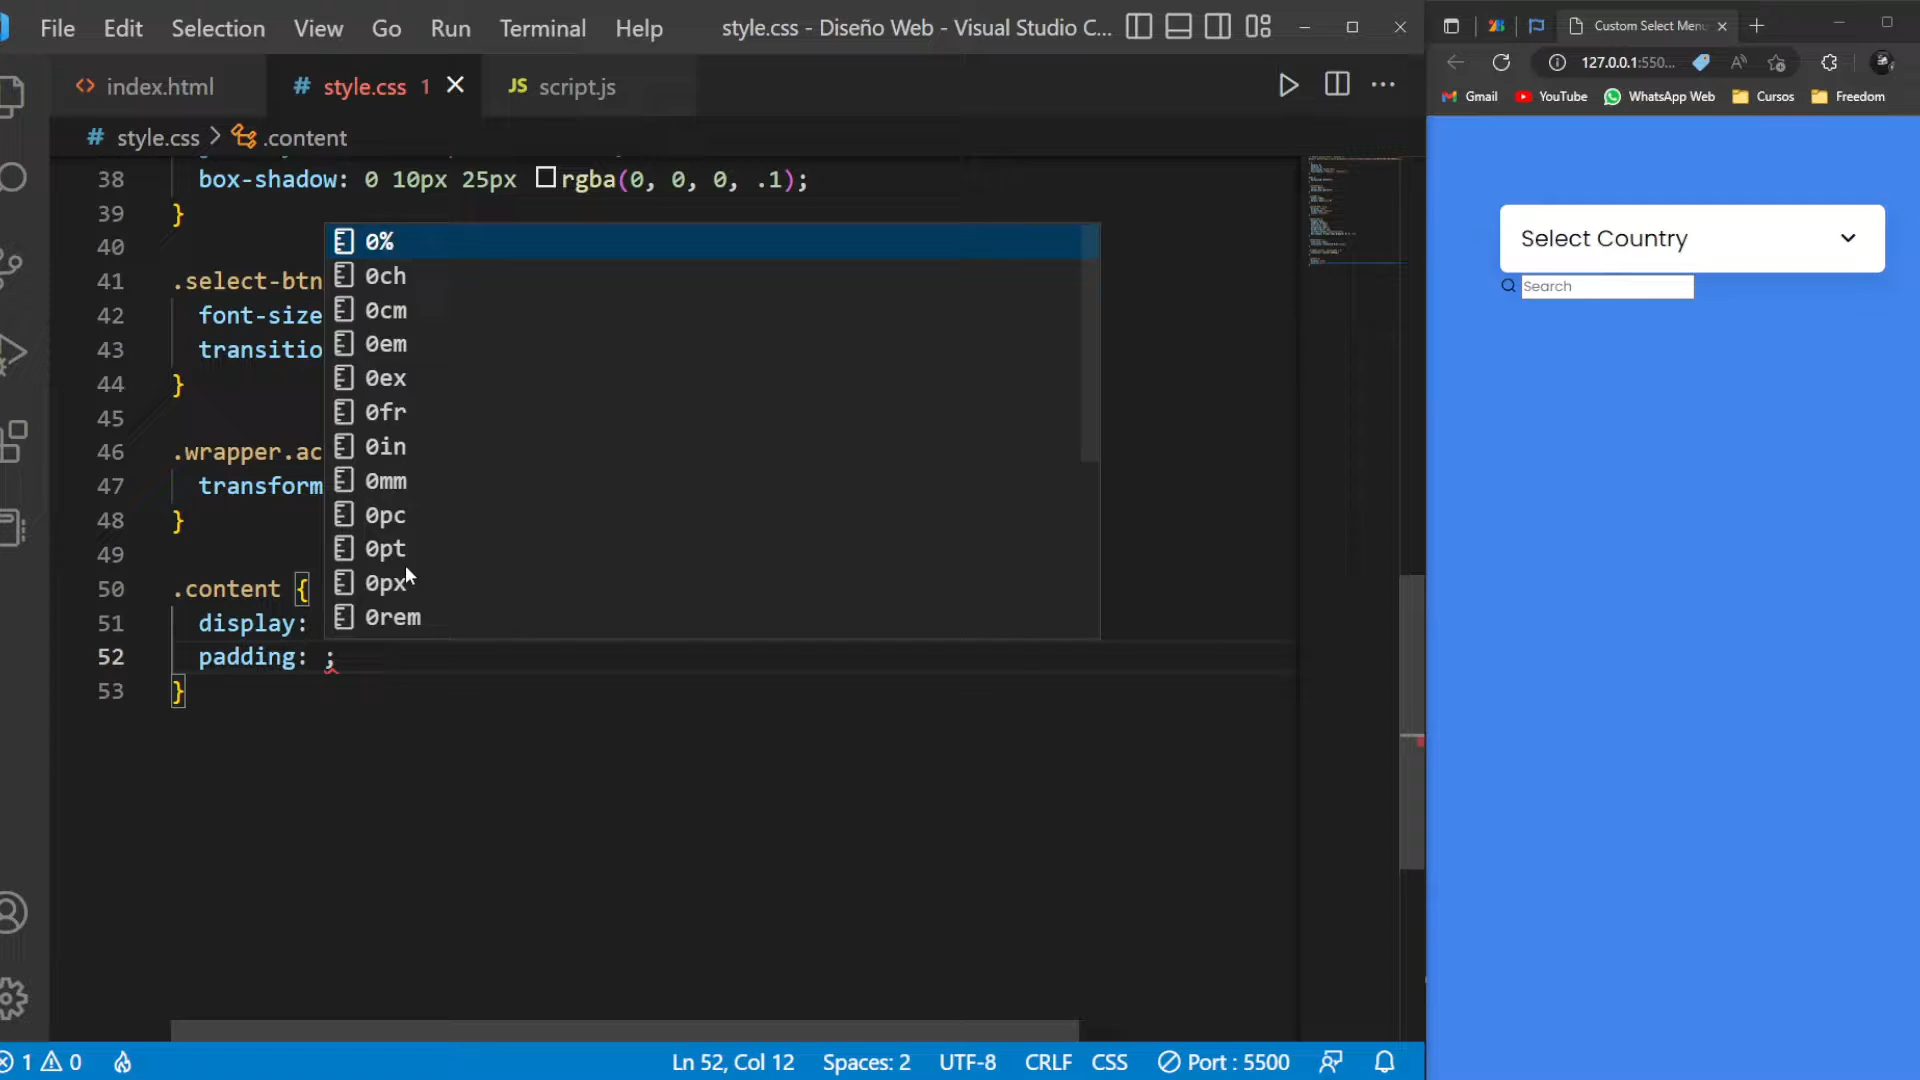 File Edit Selection View Go Run Terminal Help style.css - Diseño Web - Visual Studio C...
index.html # style.css 1 JS script.js
# style.css > .content
38 box-shadow: 0 10px 25px rgba(0, 0, 0, .1);
39 }
40
41 .select-btn
42 font-size
43 transitio
44 }
45
46 .wrapper.ac
47 transform
48 }
49
50 .content {
51 display:
52 padding: ;
53 }
0%
0ch
0cm
0em
0ex
0fr
0in
0mm
0pc
0pt
0px
0rem
1 0 Ln 52, Col 12 Spaces: 2 UTF-8 CRLF CSS Port : 5500
Custom Select Menu
127.0.0.1:550...
Gmail YouTube WhatsApp Web Cursos Freedom
Select Country
Search